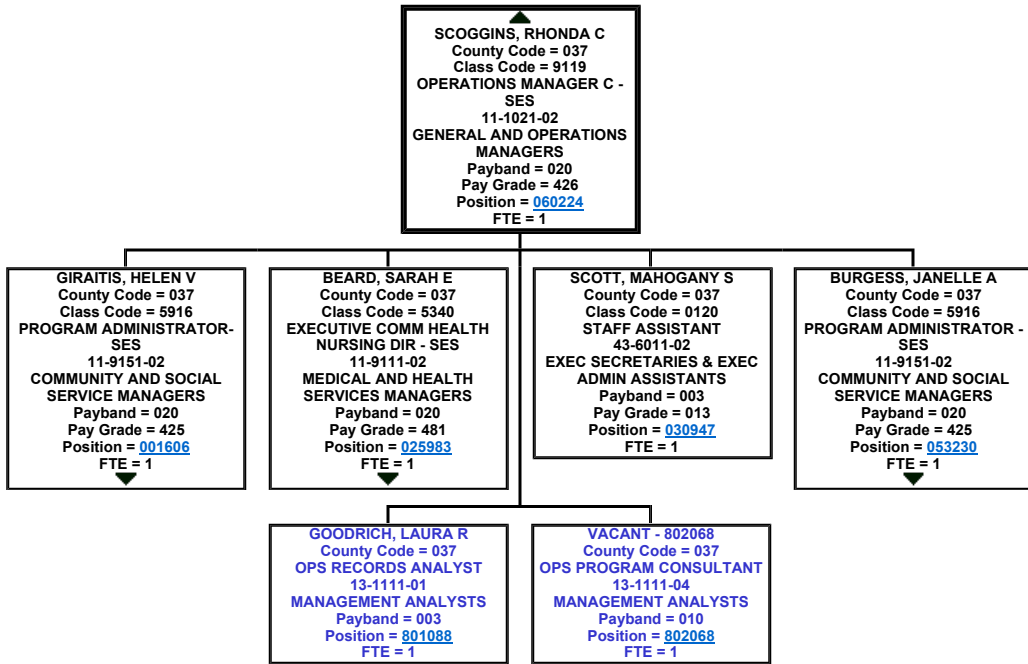 SCOGGINS, RHONDA C
County Code = 037
Class Code = 9119
OPERATIONS MANAGER C -
SES
11-1021-02
GENERAL AND OPERATIONS
MANAGERS
Payband = 020
Pay Grade = 426
Position = 060224
FTE = 1
GIRAITIS, HELEN V
County Code = 037
Class Code = 5916
PROGRAM ADMINISTRATOR-
SES
11-9151-02
COMMUNITY AND SOCIAL
SERVICE MANAGERS
Payband = 020
Pay Grade = 425
Position = 001606
FTE = 1
BEARD, SARAH E
County Code = 037
Class Code = 5340
EXECUTIVE COMM HEALTH
NURSING DIR - SES
11-9111-02
MEDICAL AND HEALTH
SERVICES MANAGERS
Payband = 020
Pay Grade = 481
Position = 025983
FTE = 1
SCOTT, MAHOGANY S
County Code = 037
Class Code = 0120
STAFF ASSISTANT
43-6011-02
EXEC SECRETARIES & EXEC
ADMIN ASSISTANTS
Payband = 003
Pay Grade = 013
Position = 030947
FTE = 1
BURGESS, JANELLE A
County Code = 037
Class Code = 5916
PROGRAM ADMINISTRATOR -
SES
11-9151-02
COMMUNITY AND SOCIAL
SERVICE MANAGERS
Payband = 020
Pay Grade = 425
Position = 053230
FTE = 1
GOODRICH, LAURA R
County Code = 037
OPS RECORDS ANALYST
13-1111-01
MANAGEMENT ANALYSTS
Payband = 003
Position = 801088
FTE = 1
VACANT - 802068
County Code = 037
OPS PROGRAM CONSULTANT
13-1111-04
MANAGEMENT ANALYSTS
Payband = 010
Position = 802068
FTE = 1